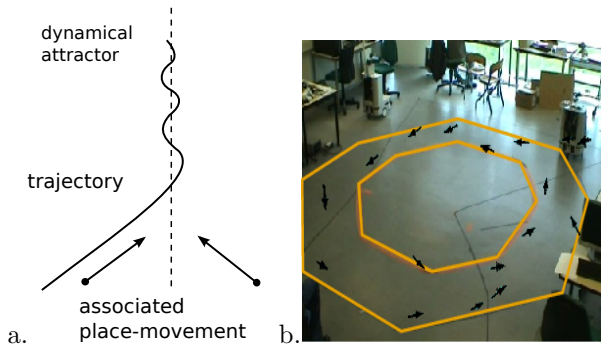 dynamical
attractor
trajectory
associated
place-movement
a.
b.